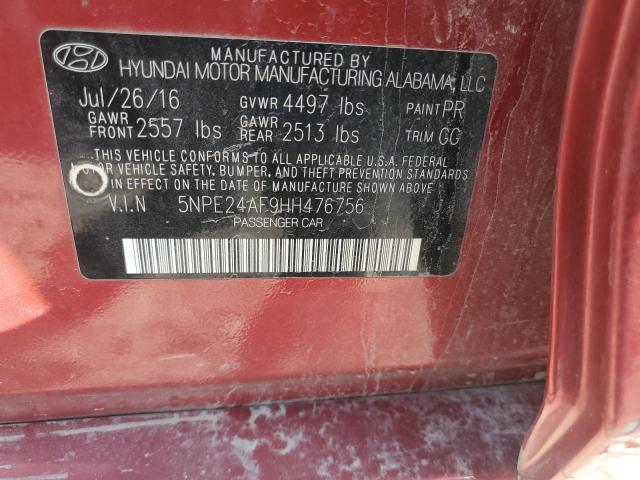 MANUFACTURED BY
HYUNDAI MOTOR MANUFACTURING ALABAMA, LLC
Jul/26/16 GVWR 4497 lbs PAINT PR
GAWR FRONT 2557 lbs GAWR REAR 2513 lbs TRIM GG
THIS VEHICLE CONFORMS TO ALL APPLICABLE U.S.A. FEDERAL
MOTOR VEHICLE SAFETY, BUMPER, AND THEFT PREVENTION STANDARDS
IN EFFECT ON THE DATE OF MANUFACTURE SHOWN ABOVE.
V.I.N 5NPE24AF9HH476756
PASSENGER CAR